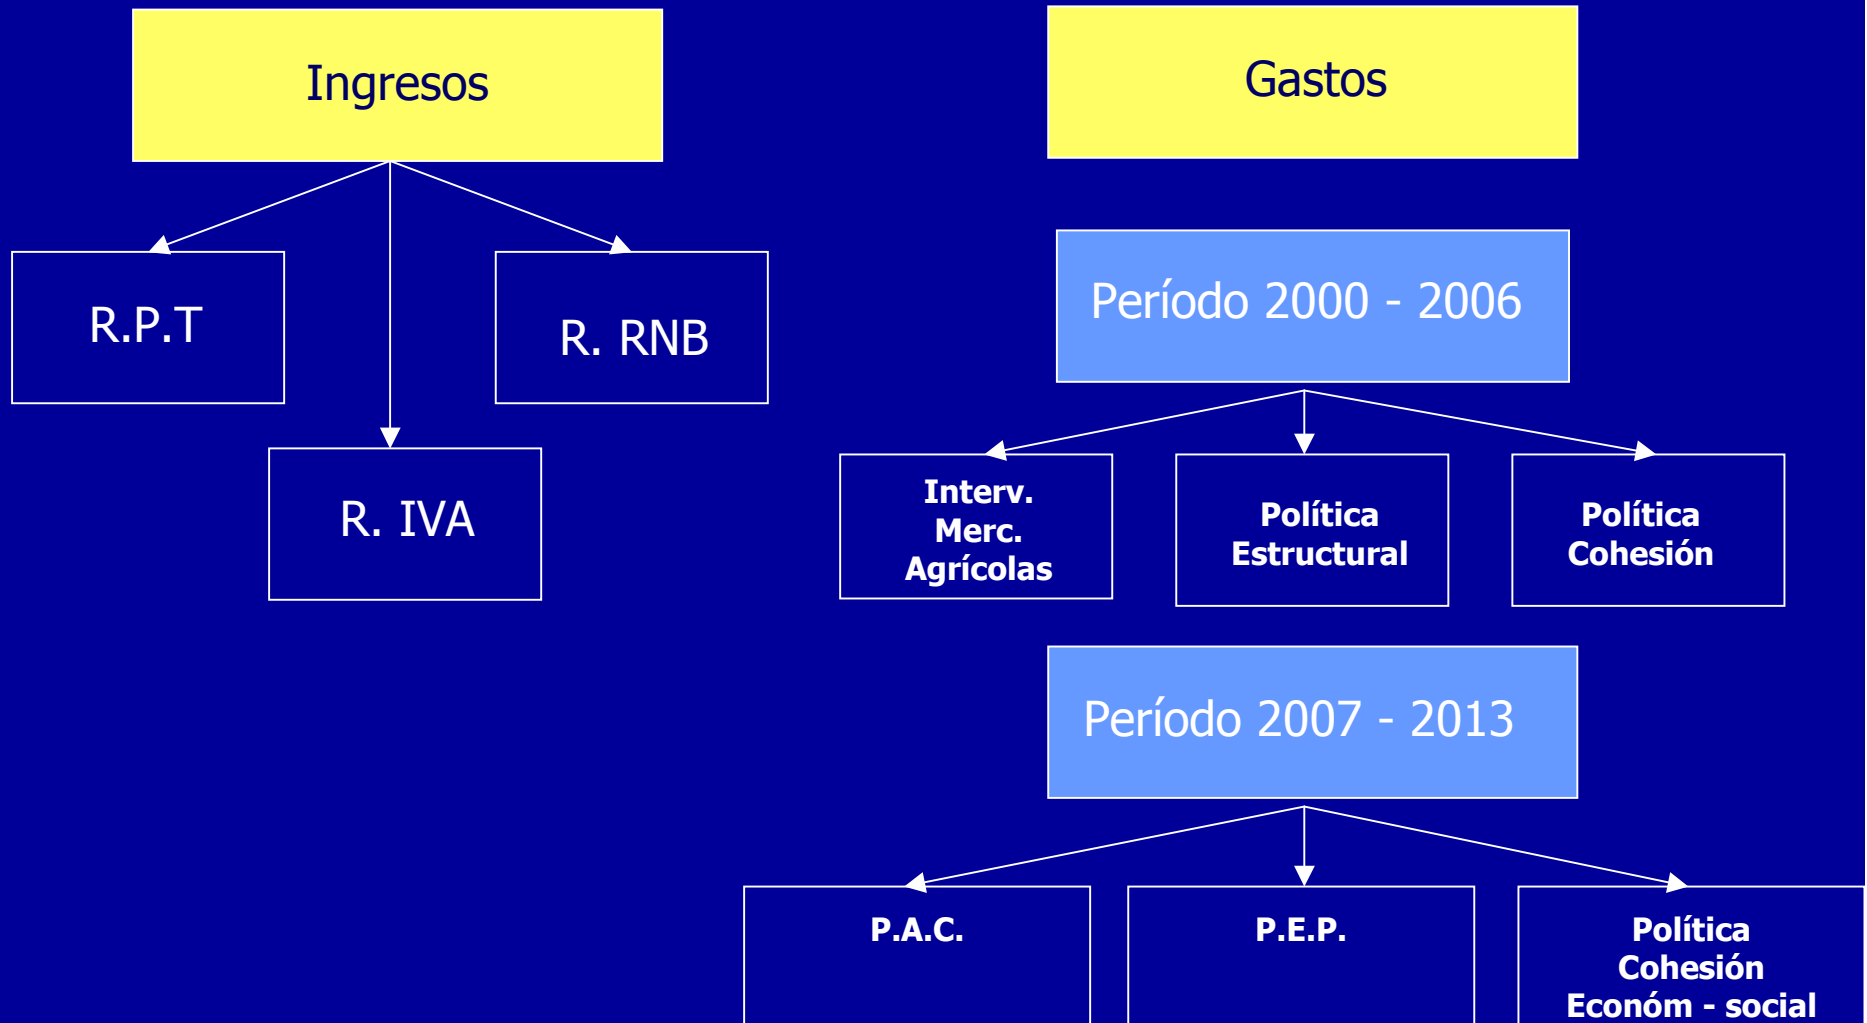 Ingresos
R.P.T
R. RNB
R. IVA
Gastos
Período 2000 - 2006
Interv.
Merc.
Agrícolas
Política
Estructural
Política
Cohesión
Período 2007 - 2013
P.A.C.
P.E.P.
Política
Cohesión
Económ - social